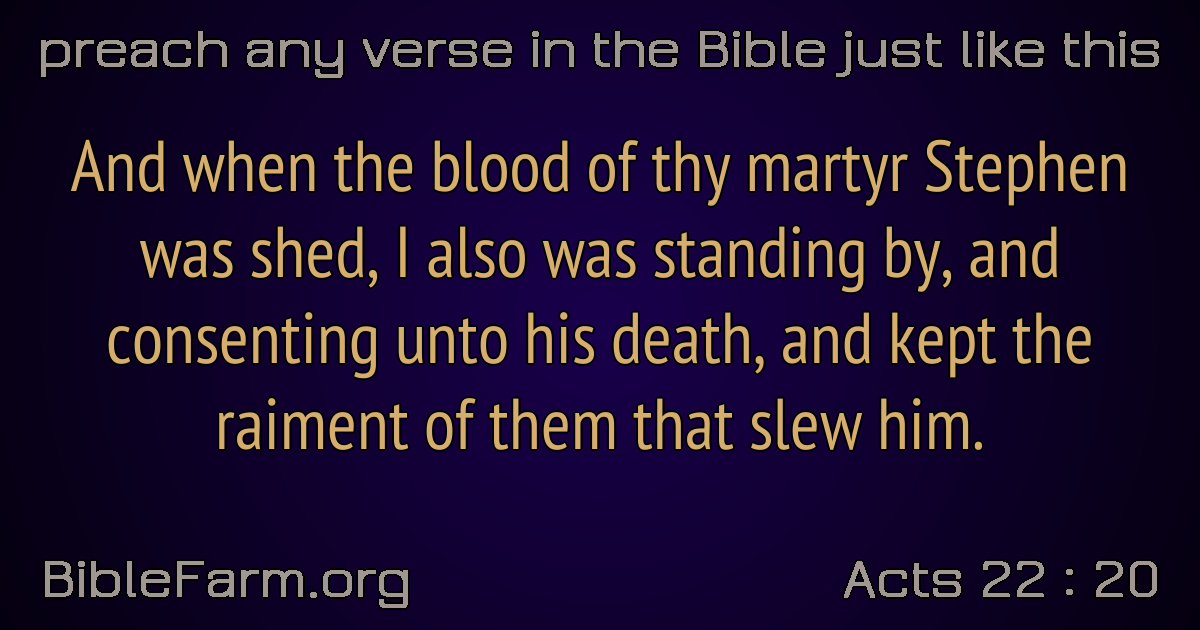 preach any verse in the Bible just like this
And when the blood of thy martyr Stephen
was shed, I also was standing by, and
consenting unto his death, and kept the
raiment of them that slew him.
BibleFarm.org
Acts 22 : 20